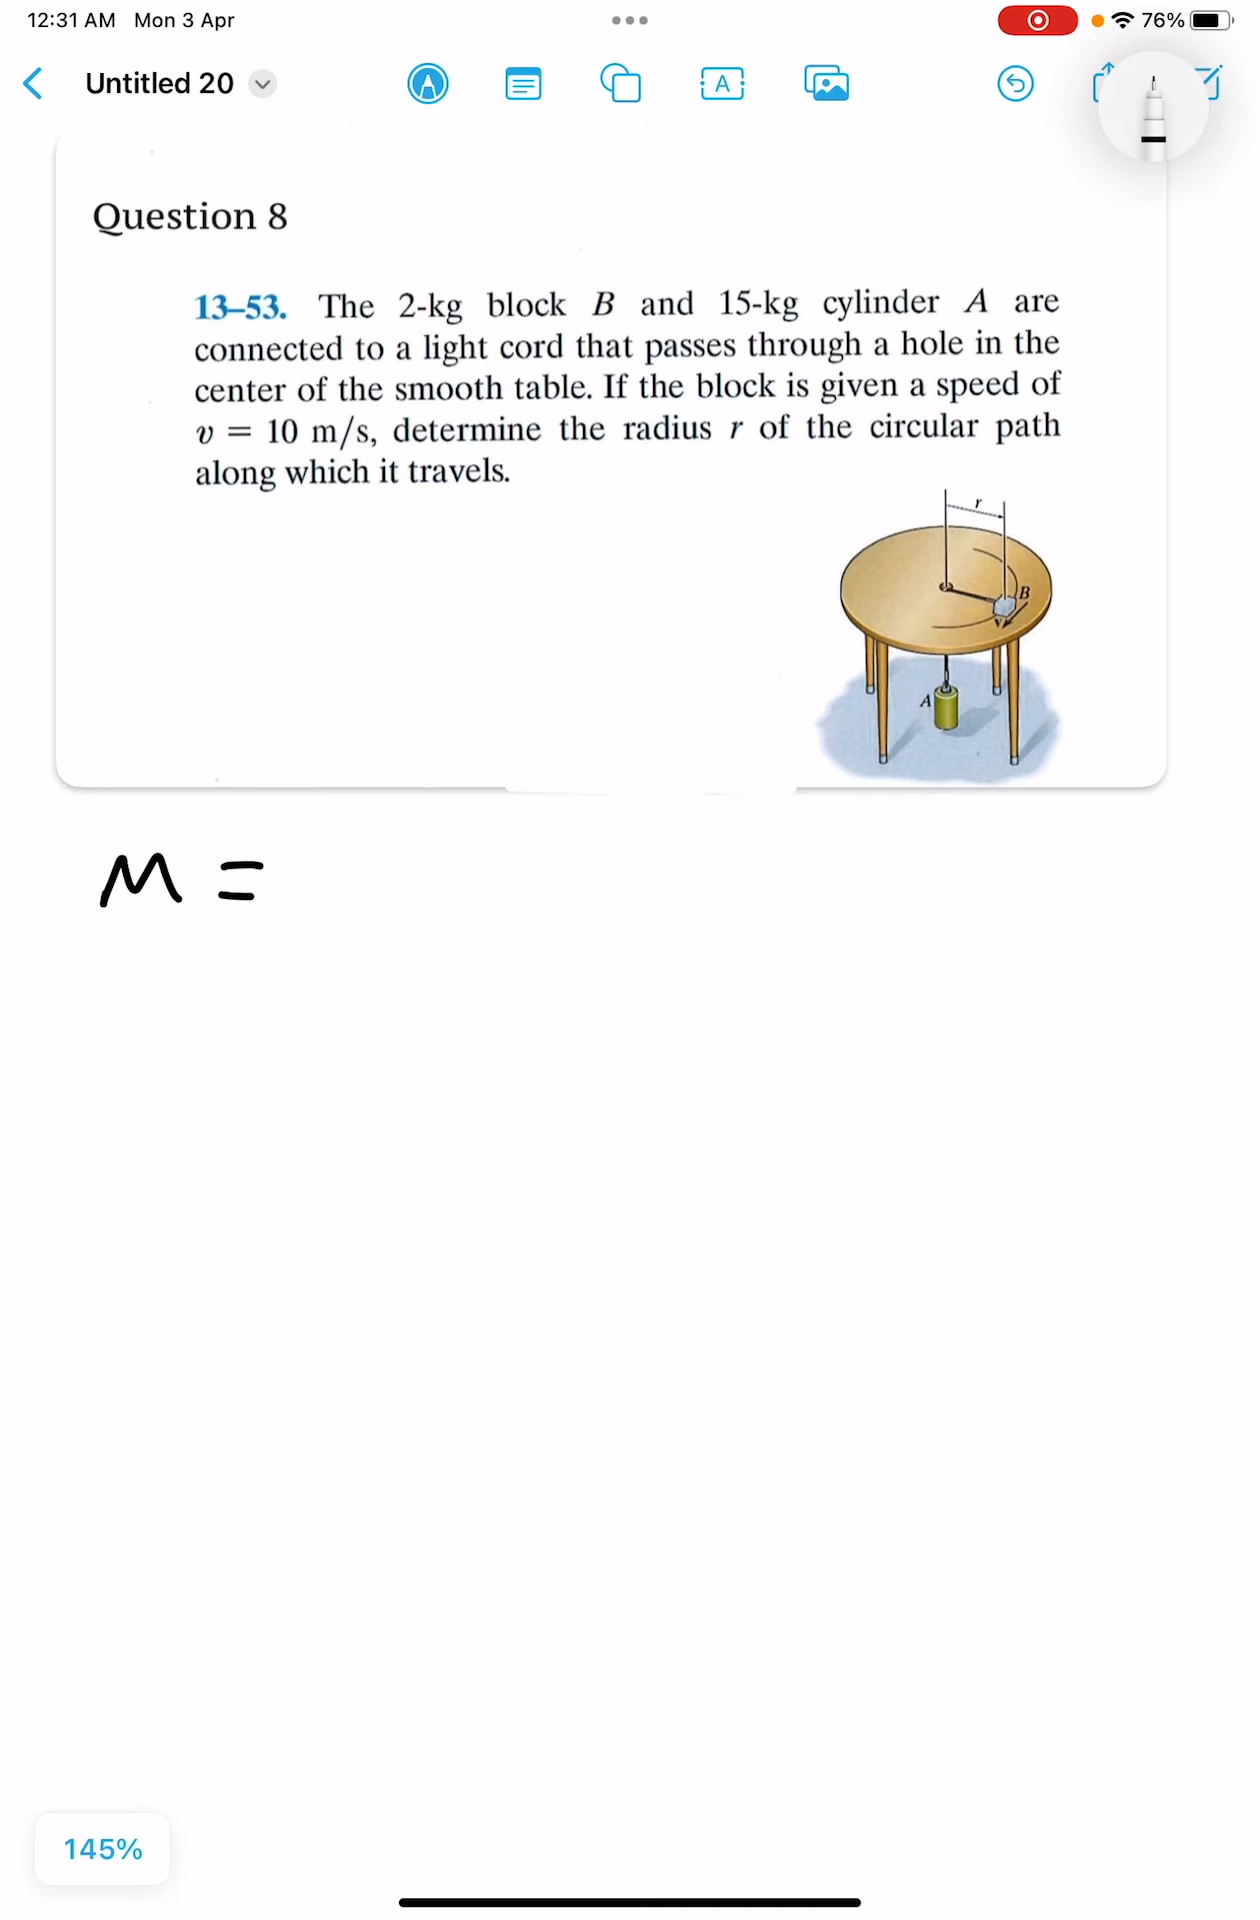 12:31 AM Mon 3 Apr
76%
Untitled 20
A
Question 8
13–53. The 2-kg block B and 15-kg cylinder A are
connected to a light cord that passes through a hole in the
center of the smooth table. If the block is given a speed of
v = 10 m/s, determine the radius r of the circular path
along which it travels.
r
B
v
A
M =
145%